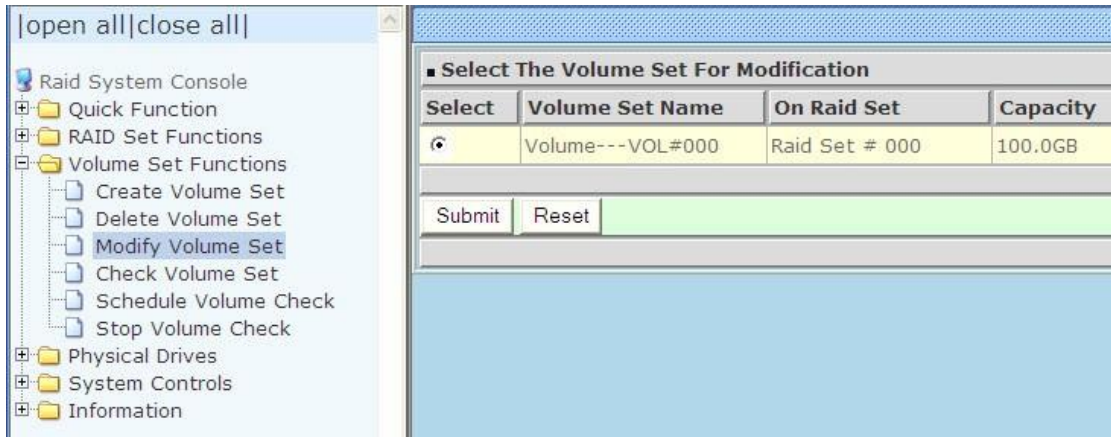 |open all|close all|
Raid System Console
Quick Function
RAID Set Functions
Volume Set Functions
Create Volume Set
Delete Volume Set
Modify Volume Set
Check Volume Set
Schedule Volume Check
Stop Volume Check
Physical Drives
System Controls
Information
Select The Volume Set For Modification
Select Volume Set Name On Raid Set Capacity
Volume---VOL#000 Raid Set # 000 100.0GB
Submit Reset